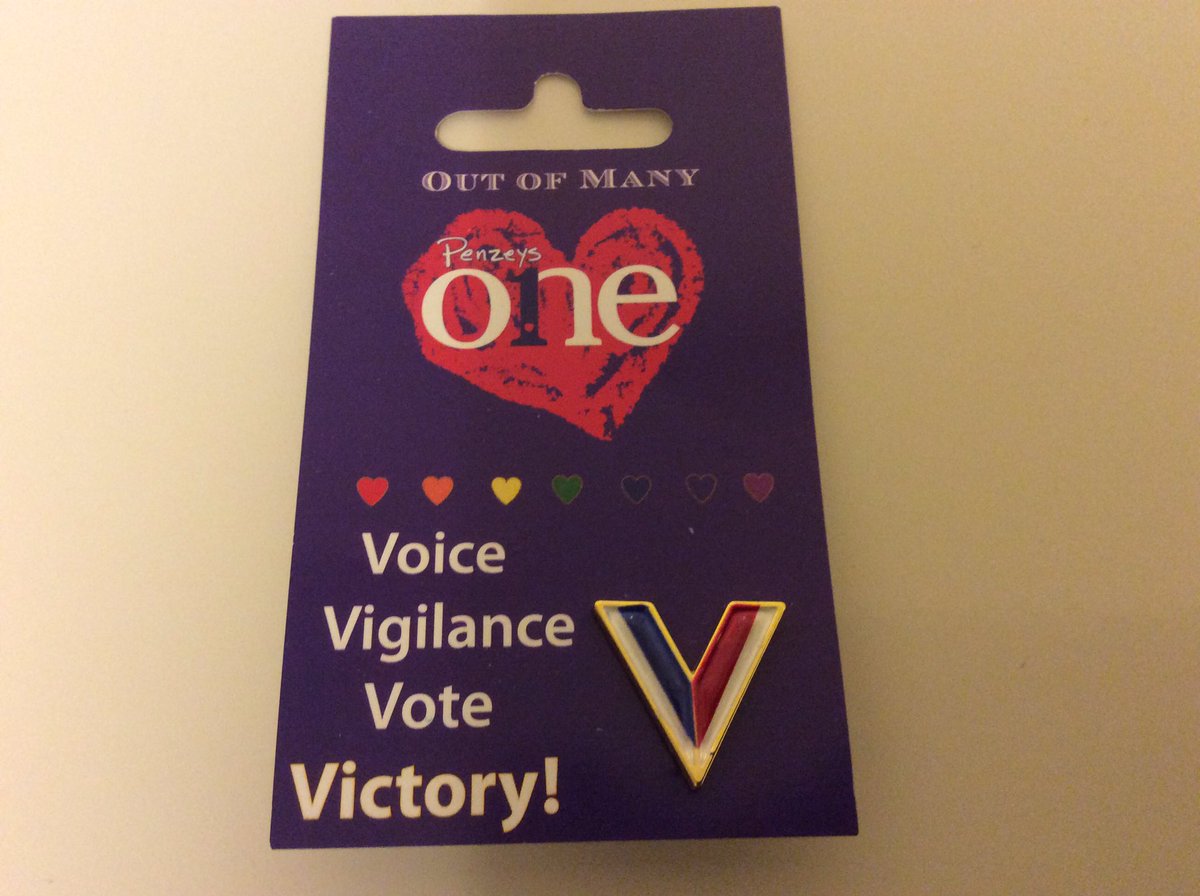 OUT OF MANY
Penzeys
one
Voice
Vigilance
Vote
Victory!